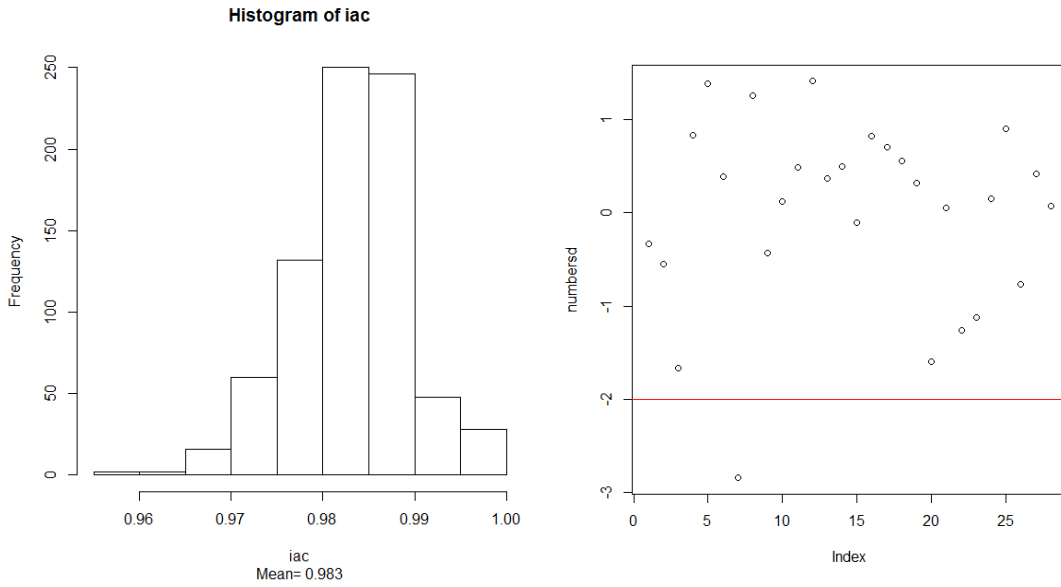 Histogram of iac
Frequency
0
50
100
150
200
250
0.96 0.97 0.98 0.99 1.00
iac
Mean= 0.983
numbersd
-3
-2
-1
0
1
0 5 10 15 20 25
Index